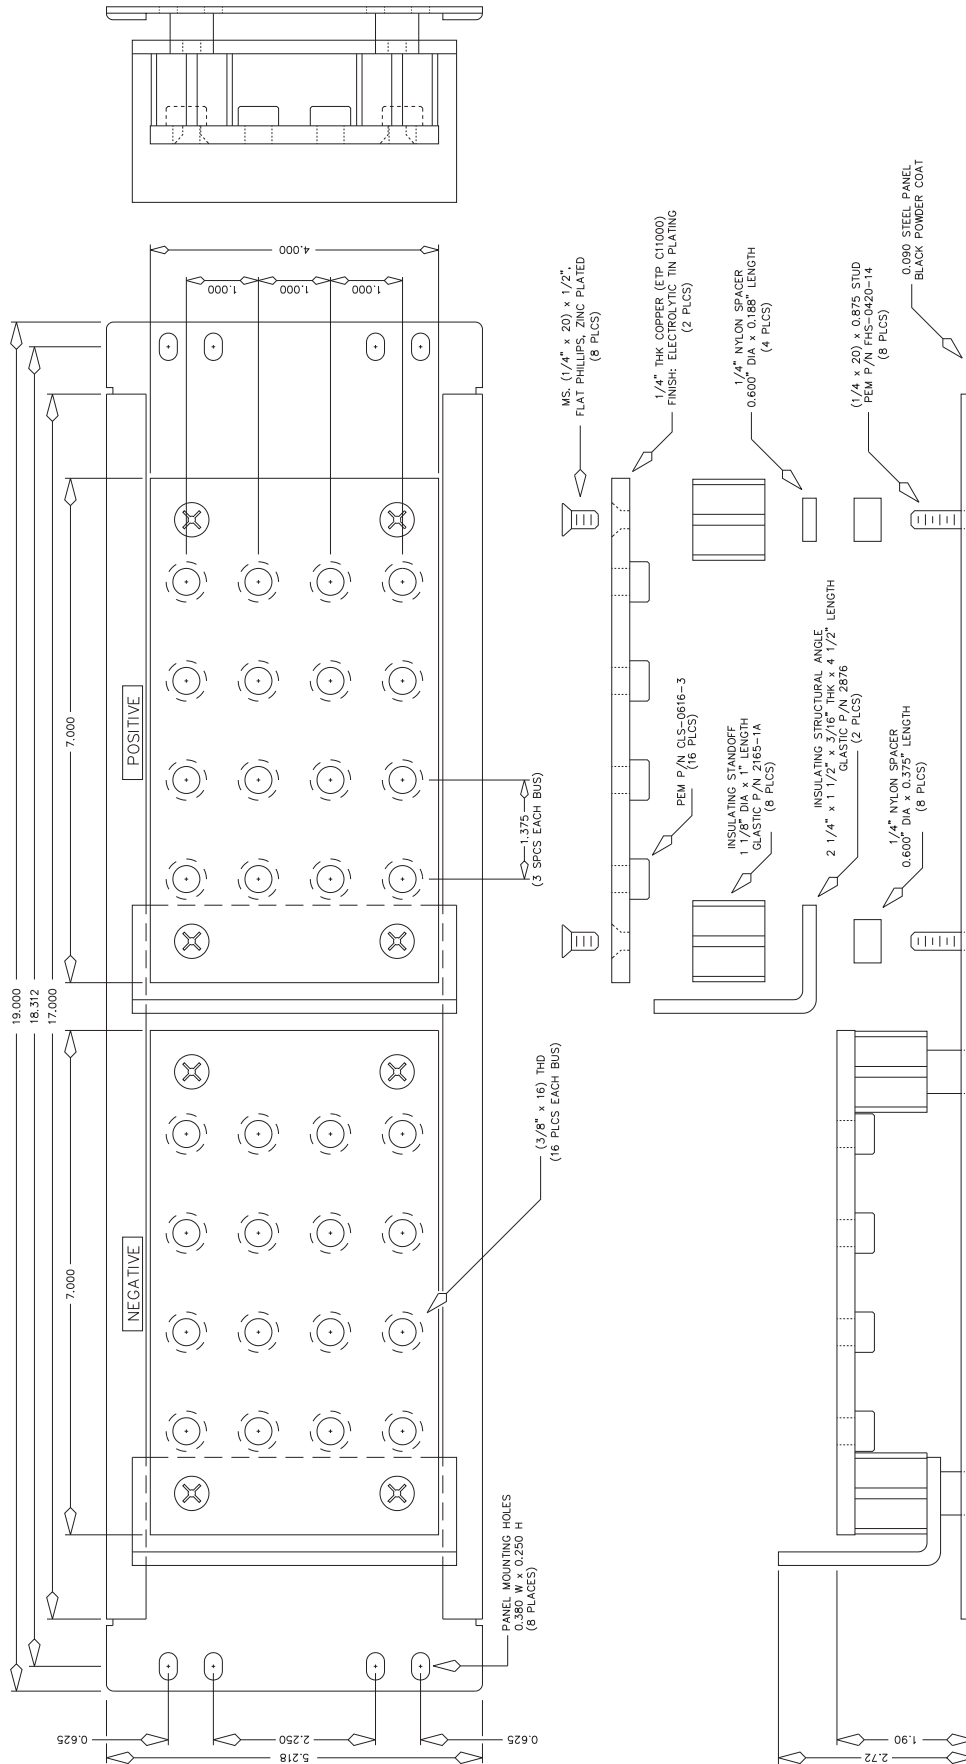 19.000
18.312
17.000
7.000
7.000
NEGATIVE
POSITIVE
4.000
1.000
1.000
1.000
0.625
2.250
0.625
5.218
PANEL MOUNTING HOLES
0.380 W x 0.250 H
(8 PLACES)
(3/8" x 16) THD
(16 PLCS EACH BUS)
1.375
(3 SPCS EACH BUS)
MS. (1/4" x 20) x 1/2",
FLAT PHILLIPS, ZINC PLATED
(8 PLCS)
1/4" THK COPPER (ETP C11000)
FINISH: ELECTROLYTIC TIN PLATING
(2 PLCS)
PEM P/N CLS-0616-3
(16 PLCS)
INSULATING STANDOFF
1 1/8" DIA x 1" LENGTH
GLASTIC P/N 2165-1A
(8 PLCS)
1/4" NYLON SPACER
0.600" DIA x 0.188" LENGTH
(4 PLCS)
INSULATING STRUCTURAL ANGLE
2 1/4" x 1 1/2" x 3/16" THK x 4 1/2" LENGTH
GLASTIC P/N 2876
(2 PLCS)
1/4" NYLON SPACER
0.600" DIA x 0.375" LENGTH
(8 PLCS)
(1/4 x 20) x 0.875 STUD
PEM P/N FHS-0420-14
(8 PLCS)
0.090 STEEL PANEL
BLACK POWDER COAT
1.90
2.72